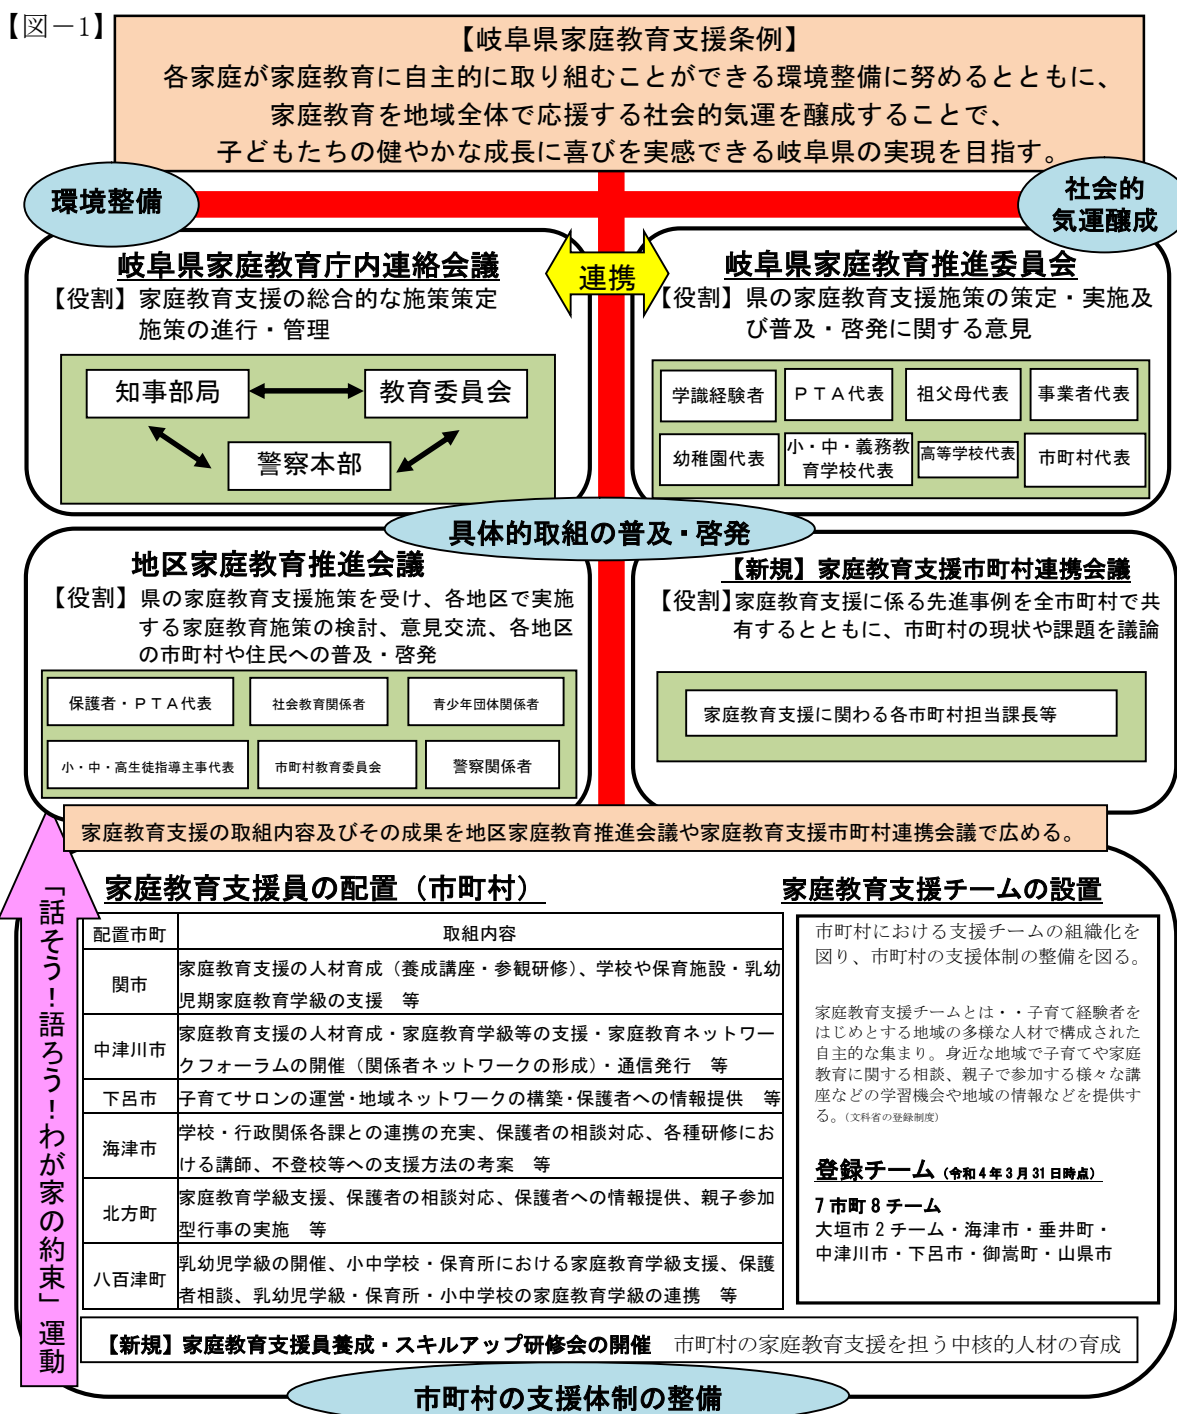 【図－1】
【岐阜県家庭教育支援条例】
各家庭が家庭教育に自主的に取り組むことができる環境整備に努めるとともに、
家庭教育を地域全体で応援する社会的気運を醸成することで、
子どもたちの健やかな成長に喜びを実感できる岐阜県の実現を目指す。
環境整備
社会的
気運醸成
岐阜県家庭教育庁内連絡会議
【役割】家庭教育支援の総合的な施策策定
施策の進行・管理
知事部局
教育委員会
警察本部
連携
岐阜県家庭教育推進委員会
【役割】県の家庭教育支援施策の策定・実施及
び普及・啓発に関する意見
学識経験者
ＰＴＡ代表
祖父母代表
事業者代表
幼稚園代表
小・中・義務教
育学校代表
高等学校代表
市町村代表
具体的取組の普及・啓発
地区家庭教育推進会議
【役割】県の家庭教育支援施策を受け、各地区で実施
する家庭教育施策の検討、意見交流、各地区
の市町村や住民への普及・啓発
保護者・ＰＴＡ代表
社会教育関係者
青少年団体関係者
小・中・高生徒指導主事代表
市町村教育委員会
警察関係者
【新規】家庭教育支援市町村連携会議
【役割】家庭教育支援に係る先進事例を全市町村で共
有するとともに、市町村の現状や課題を議論
家庭教育支援に関わる各市町村担当課長等
家庭教育支援の取組内容及びその成果を地区家庭教育推進会議や家庭教育支援市町村連携会議で広める。
「話そう！語ろう！わが家の約束」運動
家庭教育支援員の配置（市町村）
配置市町
取組内容
関市
家庭教育支援の人材育成（養成講座・参観研修）、学校や保育施設・乳幼
児期家庭教育学級の支援　等
中津川市
家庭教育支援の人材育成・家庭教育学級等の支援・家庭教育ネットワー
クフォーラムの開催（関係者ネットワークの形成）・通信発行　等
下呂市
子育てサロンの運営・地域ネットワークの構築・保護者への情報提供　等
海津市
学校・行政関係各課との連携の充実、保護者の相談対応、各種研修にお
ける講師、不登校等への支援方法の考案　等
北方町
家庭教育学級支援、保護者の相談対応、保護者への情報提供、親子参加
型行事の実施　等
八百津町
乳幼児学級の開催、小中学校・保育所における家庭教育学級支援、保護
者相談、乳幼児学級・保育所・小中学校の家庭教育学級の連携　等
家庭教育支援チームの設置
市町村における支援チームの組織化を
図り、市町村の支援体制の整備を図る。
家庭教育支援チームとは・・子育て経験者を
はじめとする地域の多様な人材で構成された
自主的な集まり。身近な地域で子育てや家庭
教育に関する相談、親子で参加する様々な講
座などの学習機会や地域の情報などを提供す
る。（文科省の登録制度）
登録チーム（令和4年3月31日時点）
7市町8チーム
大垣市2チーム・海津市・垂井町・
中津川市・下呂市・御嵩町・山県市
【新規】家庭教育支援員養成・スキルアップ研修会の開催　市町村の家庭教育支援を担う中核的人材の育成
市町村の支援体制の整備